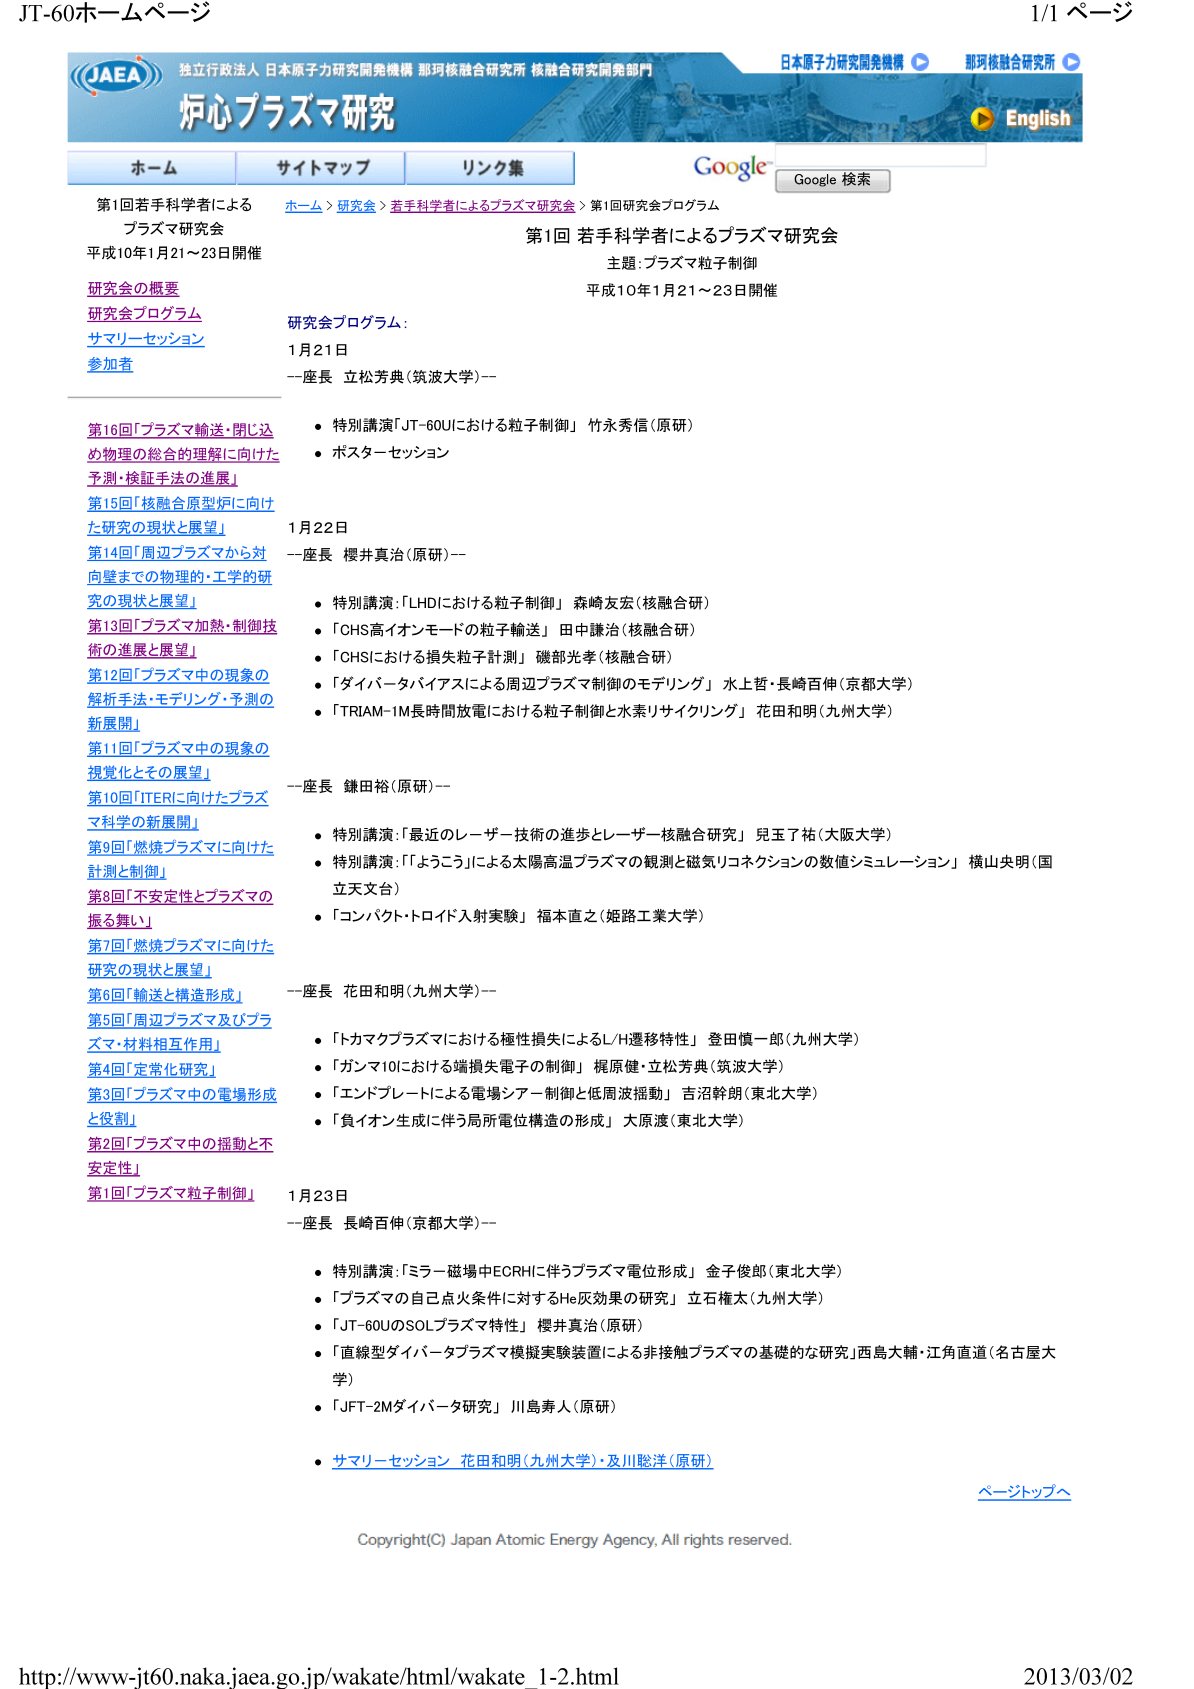 JT-60ホームページ
1/1 ページ
JAEA
独立行政法人 日本原子力研究開発機構 那珂核融合研究所 核融合研究開発部門
炉心プラズマ研究
日本原子力研究開発機構
那珂核融合研究所
English
ホーム
サイトマップ
リンク集
Google™
Google 検索
第1回若手科学者による
プラズマ研究会
平成10年1月21～23日開催
研究会の概要
研究会プログラム
サマリーセッション
参加者
第16回「プラズマ輸送・閉じ込
め物理の総合的理解に向けた
予測・検証手法の進展」
第15回「核融合原型炉に向け
た研究の現状と展望」
第14回「周辺プラズマから対
向壁までの物理的・工学的研
究の現状と展望」
第13回「プラズマ加熱・制御技
術の進展と展望」
第12回「プラズマ中の現象の
解析手法・モデリング・予測の
新展開」
第11回「プラズマ中の現象の
視覚化とその展望」
第10回「ITERに向けたプラズ
マ科学の新展開」
第9回「燃焼プラズマに向けた
計測と制御」
第8回「不安定性とプラズマの
振る舞い」
第7回「燃焼プラズマに向けた
研究の現状と展望」
第6回「輸送と構造形成」
第5回「周辺プラズマ及びプラ
ズマ・材料相互作用」
第4回「定常化研究」
第3回「プラズマ中の電場形成
と役割」
第2回「プラズマ中の揺動と不
安定性」
第1回「プラズマ粒子制御」
ホーム > 研究会 > 若手科学者によるプラズマ研究会 > 第1回研究会プログラム
第1回 若手科学者によるプラズマ研究会
主題：プラズマ粒子制御
平成１０年１月２１～２３日開催
研究会プログラム：
１月２１日
--座長 立松芳典（筑波大学）--
● 特別講演「JT-60Uにおける粒子制御」 竹永秀信（原研）
● ポスターセッション
１月２２日
--座長 櫻井真治（原研）--
● 特別講演：「LHDにおける粒子制御」 森崎友宏（核融合研）
● 「CHS高イオンモードの粒子輸送」 田中謙治（核融合研）
● 「CHSにおける損失粒子計測」 磯部光孝（核融合研）
● 「ダイバータバイアスによる周辺プラズマ制御のモデリング」 水上哲・長崎百伸（京都大学）
● 「TRIAM-1M長時間放電における粒子制御と水素リサイクリング」 花田和明（九州大学）
--座長 鎌田裕（原研）--
● 特別講演：「最近のレーザー技術の進歩とレーザー核融合研究」 兒玉了祐（大阪大学）
● 特別講演：「「ようこう」による太陽高温プラズマの観測と磁気リコネクションの数値シミュレーション」 横山央明（国
立天文台）
● 「コンパクト・トロイド入射実験」 福本直之（姫路工業大学）
--座長 花田和明（九州大学）--
● 「トカマクプラズマにおける極性損失によるL/H遷移特性」 登田慎一郎（九州大学）
● 「ガンマ10における端損失電子の制御」 梶原健・立松芳典（筑波大学）
● 「エンドプレートによる電場シアー制御と低周波揺動」 吉沼幹朗（東北大学）
● 「負イオン生成に伴う局所電位構造の形成」 大原渡（東北大学）
１月２３日
--座長 長崎百伸（京都大学）--
● 特別講演：「ミラー磁場中ECRHに伴うプラズマ電位形成」 金子俊郎（東北大学）
● 「プラズマの自己点火条件に対するHe灰効果の研究」 立石権太（九州大学）
● 「JT-60UのSOLプラズマ特性」 櫻井真治（原研）
● 「直線型ダイバータプラズマ模擬実験装置による非接触プラズマの基礎的な研究」西島大輔・江角直道（名古屋大
学）
● 「JFT-2Mダイバータ研究」 川島寿人（原研）
● サマリーセッション 花田和明（九州大学）・及川聡洋（原研）
ページトップへ
Copyright(C) Japan Atomic Energy Agency, All rights reserved.
http://www-jt60.naka.jaea.go.jp/wakate/html/wakate_1-2.html
2013/03/02